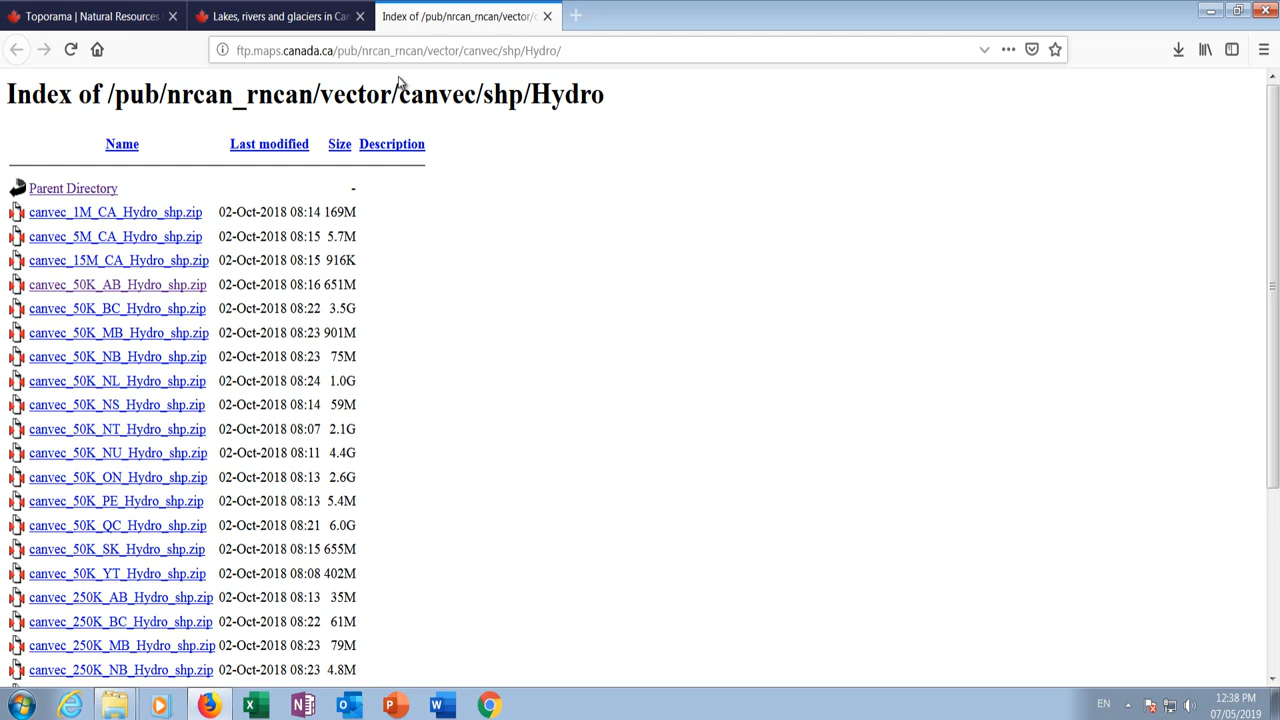 Toporama | Natural Resources
Lakes, rivers and glaciers in Can
Index of /pub/nrcan_rncan/vector/c
ftp.maps.canada.ca/pub/nrcan_rncan/vector/canvec/shp/Hydro/
Index of /pub/nrcan_rncan/vector/canvec/shp/Hydro
Name Last modified Size Description
Parent Directory -
canvec_1M_CA_Hydro_shp.zip 02-Oct-2018 08:14 169M
canvec_5M_CA_Hydro_shp.zip 02-Oct-2018 08:15 5.7M
canvec_15M_CA_Hydro_shp.zip 02-Oct-2018 08:15 916K
canvec_50K_AB_Hydro_shp.zip 02-Oct-2018 08:16 651M
canvec_50K_BC_Hydro_shp.zip 02-Oct-2018 08:22 3.5G
canvec_50K_MB_Hydro_shp.zip 02-Oct-2018 08:23 901M
canvec_50K_NB_Hydro_shp.zip 02-Oct-2018 08:23 75M
canvec_50K_NL_Hydro_shp.zip 02-Oct-2018 08:24 1.0G
canvec_50K_NS_Hydro_shp.zip 02-Oct-2018 08:14 59M
canvec_50K_NT_Hydro_shp.zip 02-Oct-2018 08:07 2.1G
canvec_50K_NU_Hydro_shp.zip 02-Oct-2018 08:11 4.4G
canvec_50K_ON_Hydro_shp.zip 02-Oct-2018 08:13 2.6G
canvec_50K_PE_Hydro_shp.zip 02-Oct-2018 08:13 5.4M
canvec_50K_QC_Hydro_shp.zip 02-Oct-2018 08:21 6.0G
canvec_50K_SK_Hydro_shp.zip 02-Oct-2018 08:15 655M
canvec_50K_YT_Hydro_shp.zip 02-Oct-2018 08:08 402M
canvec_250K_AB_Hydro_shp.zip 02-Oct-2018 08:13 35M
canvec_250K_BC_Hydro_shp.zip 02-Oct-2018 08:22 61M
canvec_250K_MB_Hydro_shp.zip 02-Oct-2018 08:23 79M
canvec_250K_NB_Hydro_shp.zip 02-Oct-2018 08:23 4.8M
EN
12:38 PM
07/05/2019